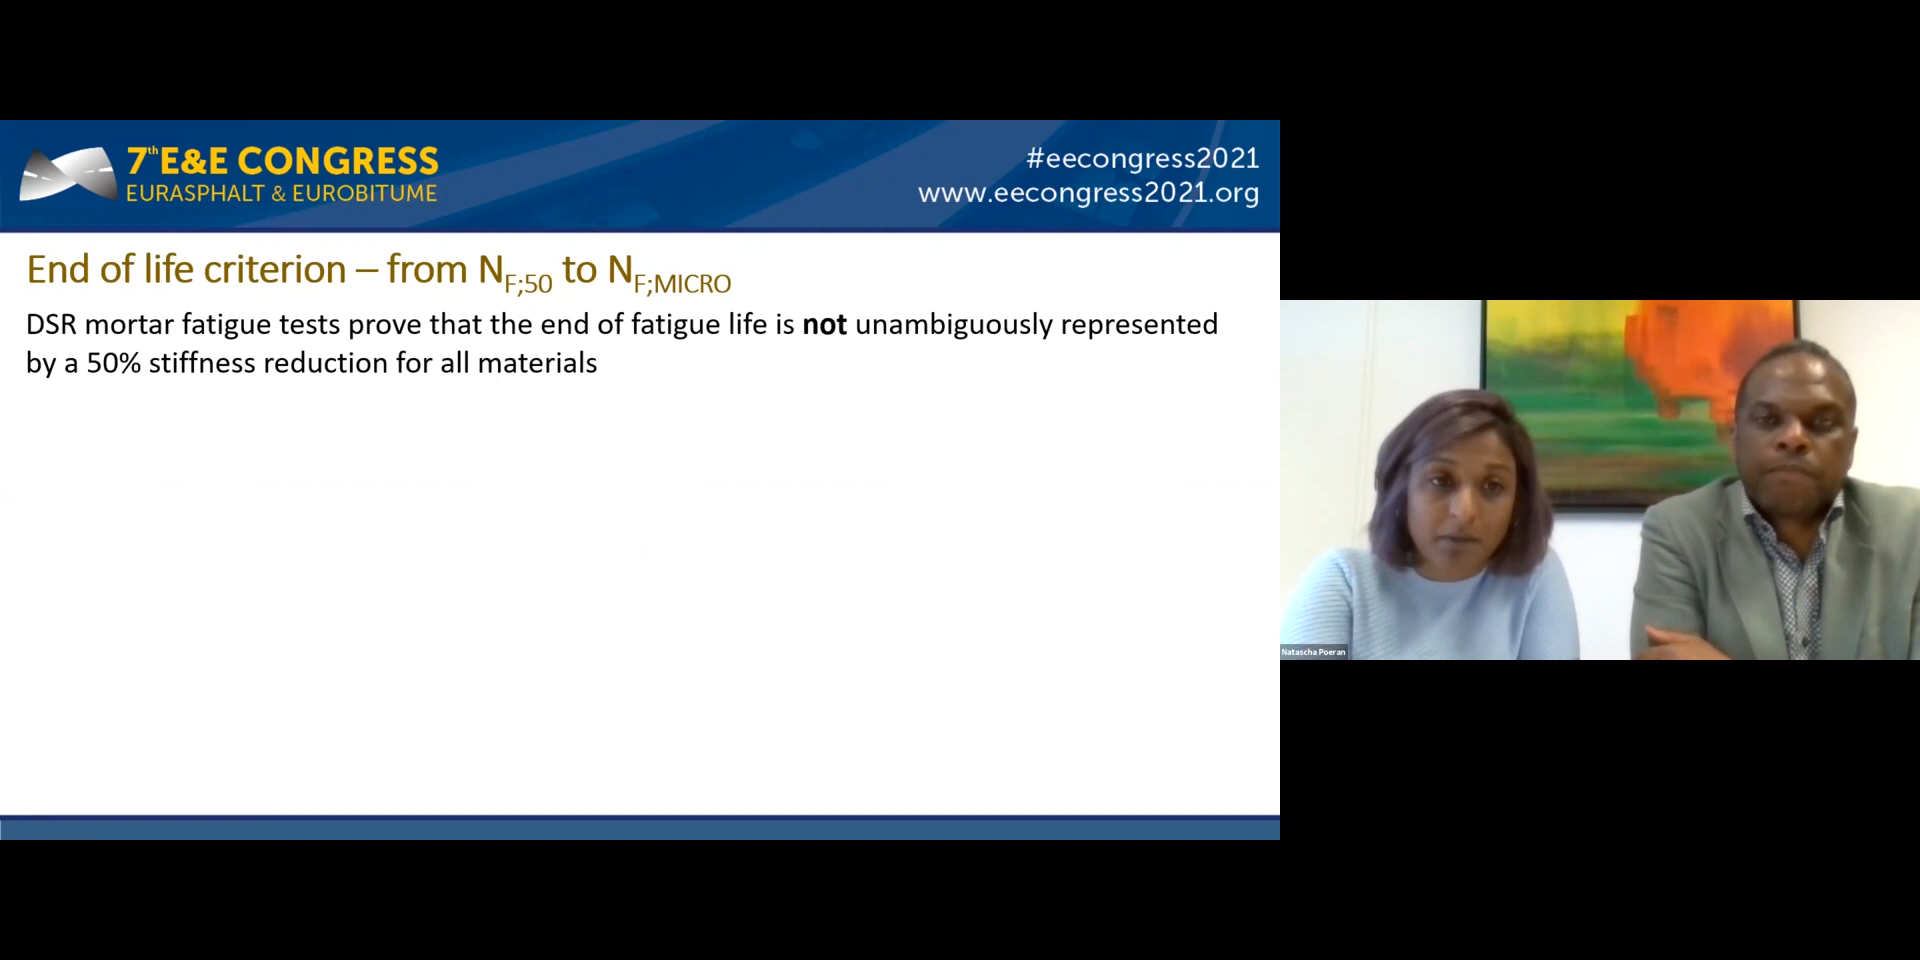 7th E&E CONGRESS
EURASPHALT & EUROBITUME
#eecongress2021
www.eecongress2021.org
End of life criterion – from NF;50 to NF;MICRO
DSR mortar fatigue tests prove that the end of fatigue life is not unambiguously represented
by a 50% stiffness reduction for all materials
Natascha Poeran